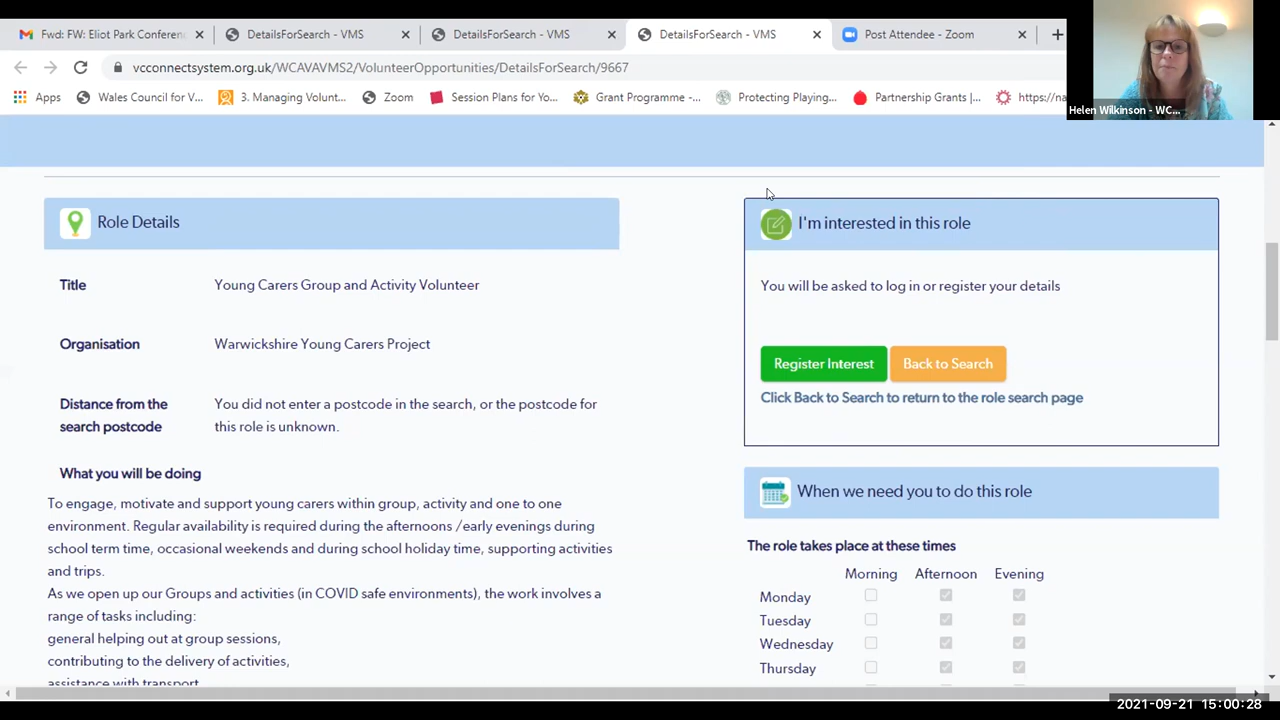 Fwd: FW: Eliot Park Conferen
DetailsForSearch - VMS
DetailsForSearch - VMS
DetailsForSearch - VMS
Post Attendee - Zoom
vcconnectsystem.org.uk/WCAVAVMS2/VolunteerOpportunities/DetailsForSearch/9667
Apps
Wales Council for V...
3. Managing Volunt...
Zoom
Session Plans for Yo...
Grant Programme -...
Protecting Playing...
Partnership Grants |...
https://na
Helen Wilkinson - WC...
Role Details
Title
Young Carers Group and Activity Volunteer
Organisation
Warwickshire Young Carers Project
Distance from the
search postcode
You did not enter a postcode in the search, or the postcode for
this role is unknown.
What you will be doing
To engage, motivate and support young carers within group, activity and one to one
environment. Regular availability is required during the afternoons /early evenings during
school term time, occasional weekends and during school holiday time, supporting activities
and trips.
As we open up our Groups and activities (in COVID safe environments), the work involves a
range of tasks including:
general helping out at group sessions,
contributing to the delivery of activities,
assistance with transport
I'm interested in this role
You will be asked to log in or register your details
Register Interest
Back to Search
Click Back to Search to return to the role search page
When we need you to do this role
The role takes place at these times
Morning Afternoon Evening
Monday
Tuesday
Wednesday
Thursday
2021-09-21 15:00:28